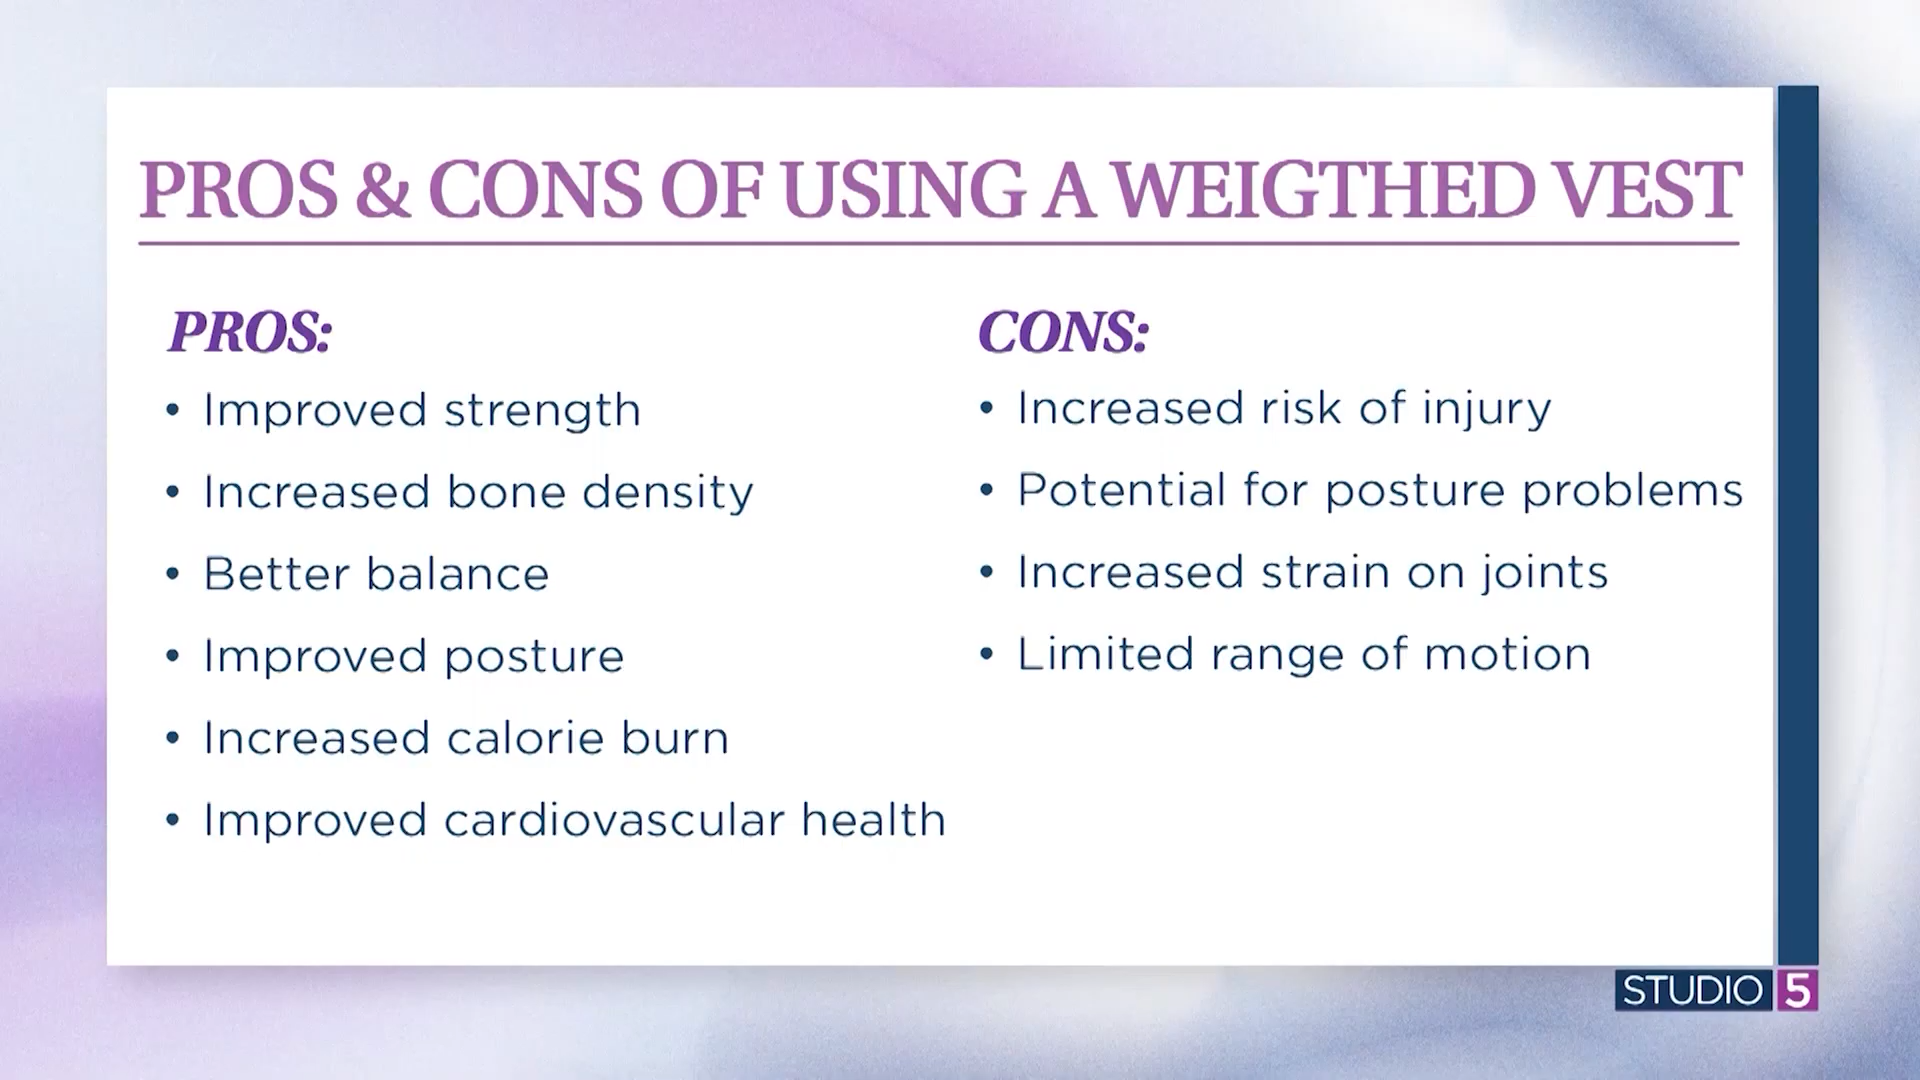 PROS & CONS OF USING A WEIGTHED VEST
PROS:
• Improved strength
• Increased bone density
• Better balance
• Improved posture
• Increased calorie burn
• Improved cardiovascular health
CONS:
• Increased risk of injury
• Potential for posture problems
• Increased strain on joints
• Limited range of motion
STUDIO 5